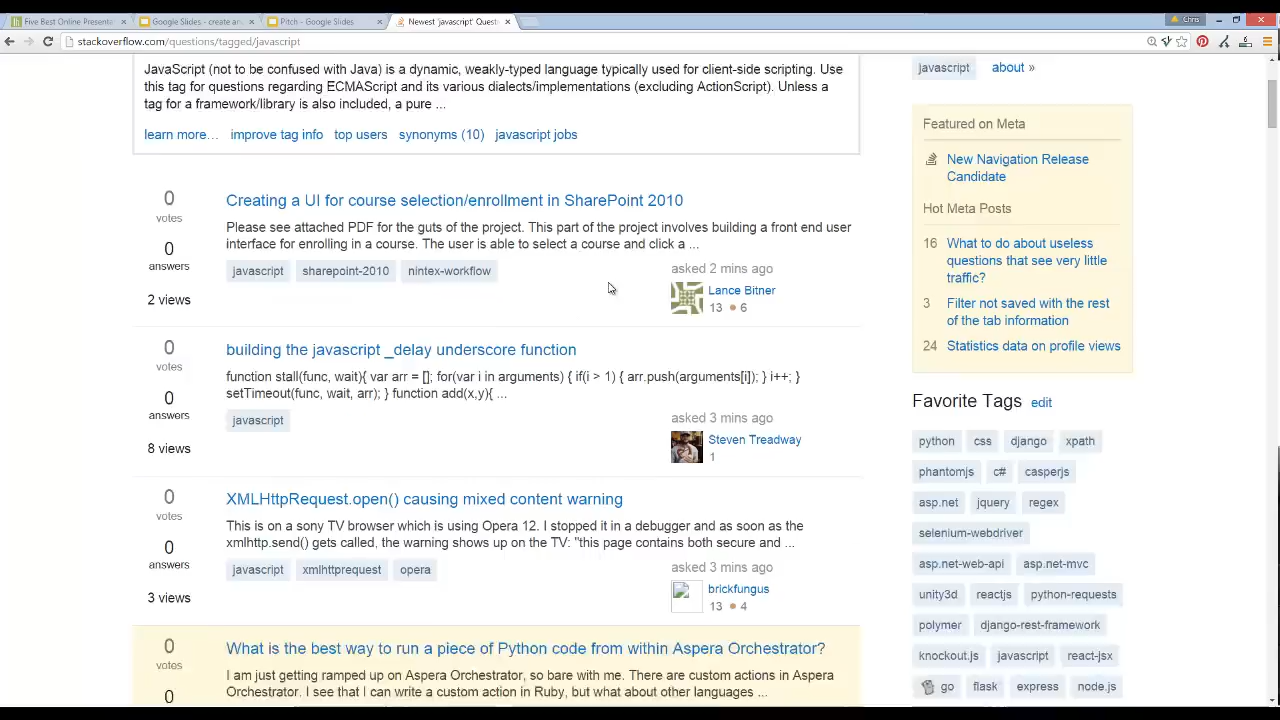 Five Best Online Presenta
Google Slides - create an
Pitch - Google Slides
Newest 'javascript' Quest
Chris
stackoverflow.com/questions/tagged/javascript
JavaScript (not to be confused with Java) is a dynamic, weakly-typed language typically used for client-side scripting. Use
this tag for questions regarding ECMAScript and its various dialects/implementations (excluding ActionScript). Unless a
tag for a framework/library is also included, a pure ...
learn more… improve tag info top users synonyms (10) javascript jobs
0
votes
0
answers
2 views
Creating a UI for course selection/enrollment in SharePoint 2010
Please see attached PDF for the guts of the project. This part of the project involves building a front end user
interface for enrolling in a course. The user is able to select a course and click a ...
javascript sharepoint-2010 nintex-workflow
asked 2 mins ago
Lance Bitner
13 ● 6
0
votes
0
answers
8 views
building the javascript _delay underscore function
function stall(func, wait){ var arr = []; for(var i in arguments) { if(i > 1) { arr.push(arguments[i]); } i++; }
setTimeout(func, wait, arr); } function add(x,y){ ...
javascript
asked 3 mins ago
Steven Treadway
1
0
votes
0
answers
3 views
XMLHttpRequest.open() causing mixed content warning
This is on a sony TV browser which is using Opera 12. I stopped it in a debugger and as soon as the
xmlhttp.send() gets called, the warning shows up on the TV: "this page contains both secure and ...
javascript xmlhttprequest opera
asked 3 mins ago
brickfungus
13 ● 4
0
votes
0
What is the best way to run a piece of Python code from within Aspera Orchestrator?
I am just getting ramped up on Aspera Orchestrator, so bare with me. There are custom actions in Aspera
Orchestrator. I see that I can write a custom action in Ruby, but what about other languages ...
javascript about »
Featured on Meta
New Navigation Release
Candidate
Hot Meta Posts
16 What to do about useless
questions that see very little
traffic?
3 Filter not saved with the rest
of the tab information
24 Statistics data on profile views
Favorite Tags edit
python css django xpath
phantomjs c# casperjs
asp.net jquery regex
selenium-webdriver
asp.net-web-api asp.net-mvc
unity3d reactjs python-requests
polymer django-rest-framework
knockout.js javascript react-jsx
go flask express node.js